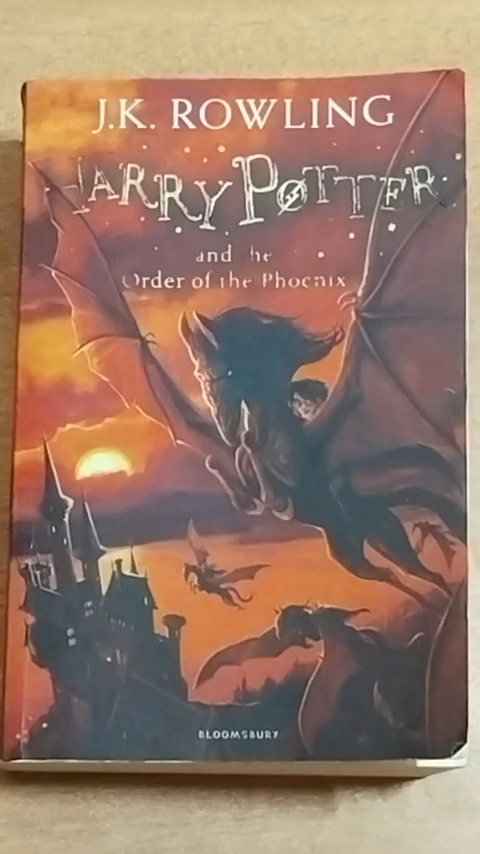 J.K. ROWLING
HARRY POTTER
and the
Order of the Phoenix
BLOOMSBURY